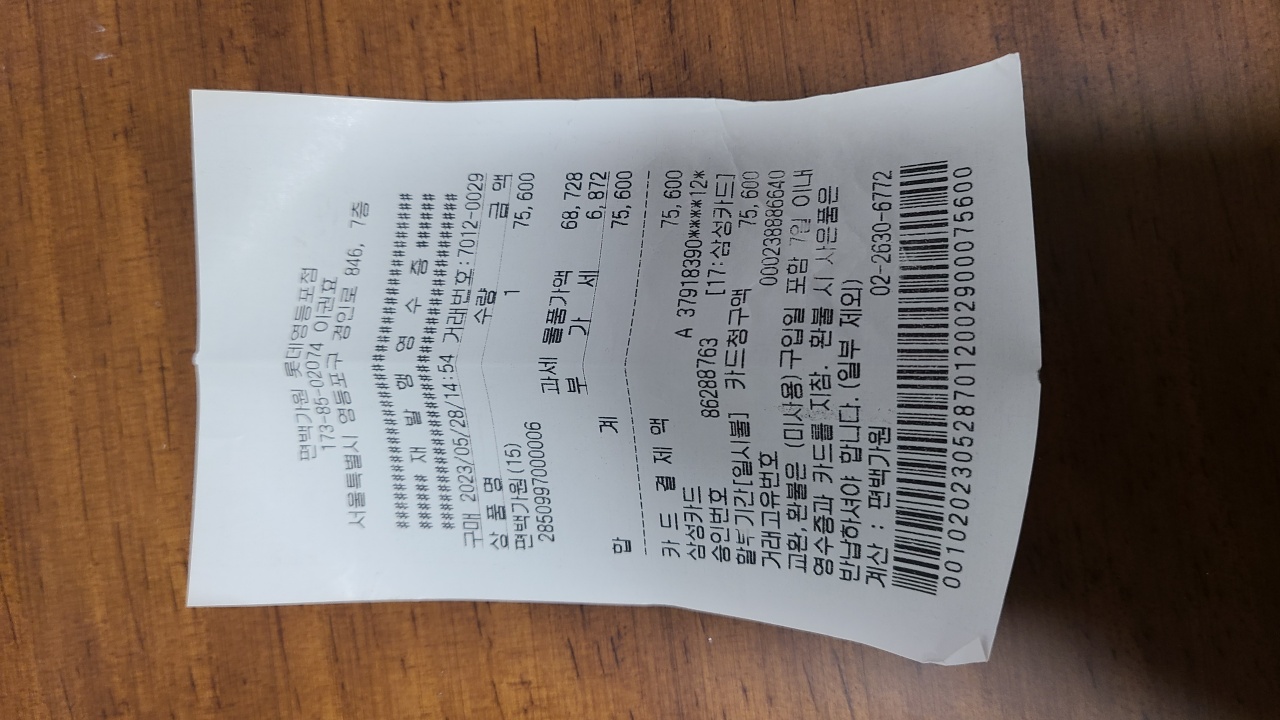 편백가원 롯데영등포점
173-85-02074 이권표
서울특별시 영등포구 경인로 846, 7층
##################################
###### 재 발 행 영 수 증 ######
##################################
구매 2023/05/28/14:54 거래번호:7012-0029
상 품 명 수량 금 액
편백가원(15) 1 75,600
2850997000006
과세 물품가액 68,728
부 가 세 6,872
합 계 75,600
카 드 결 제 액 75,600
삼성카드 A 37918390****12*
승인번호 86288763 [17:삼성카드]
할부기간[일시불] 카드청구액 75,600
거래고유번호 000238886640
교환,환불은 (미사용)구입일 포함 7일 이내
영수증과 카드를 지참. 환불 시 사은품은
반납하셔야 합니다.(일부 제외)
계산 : 편백가원 02-2630-6772
001020230528701200290075600